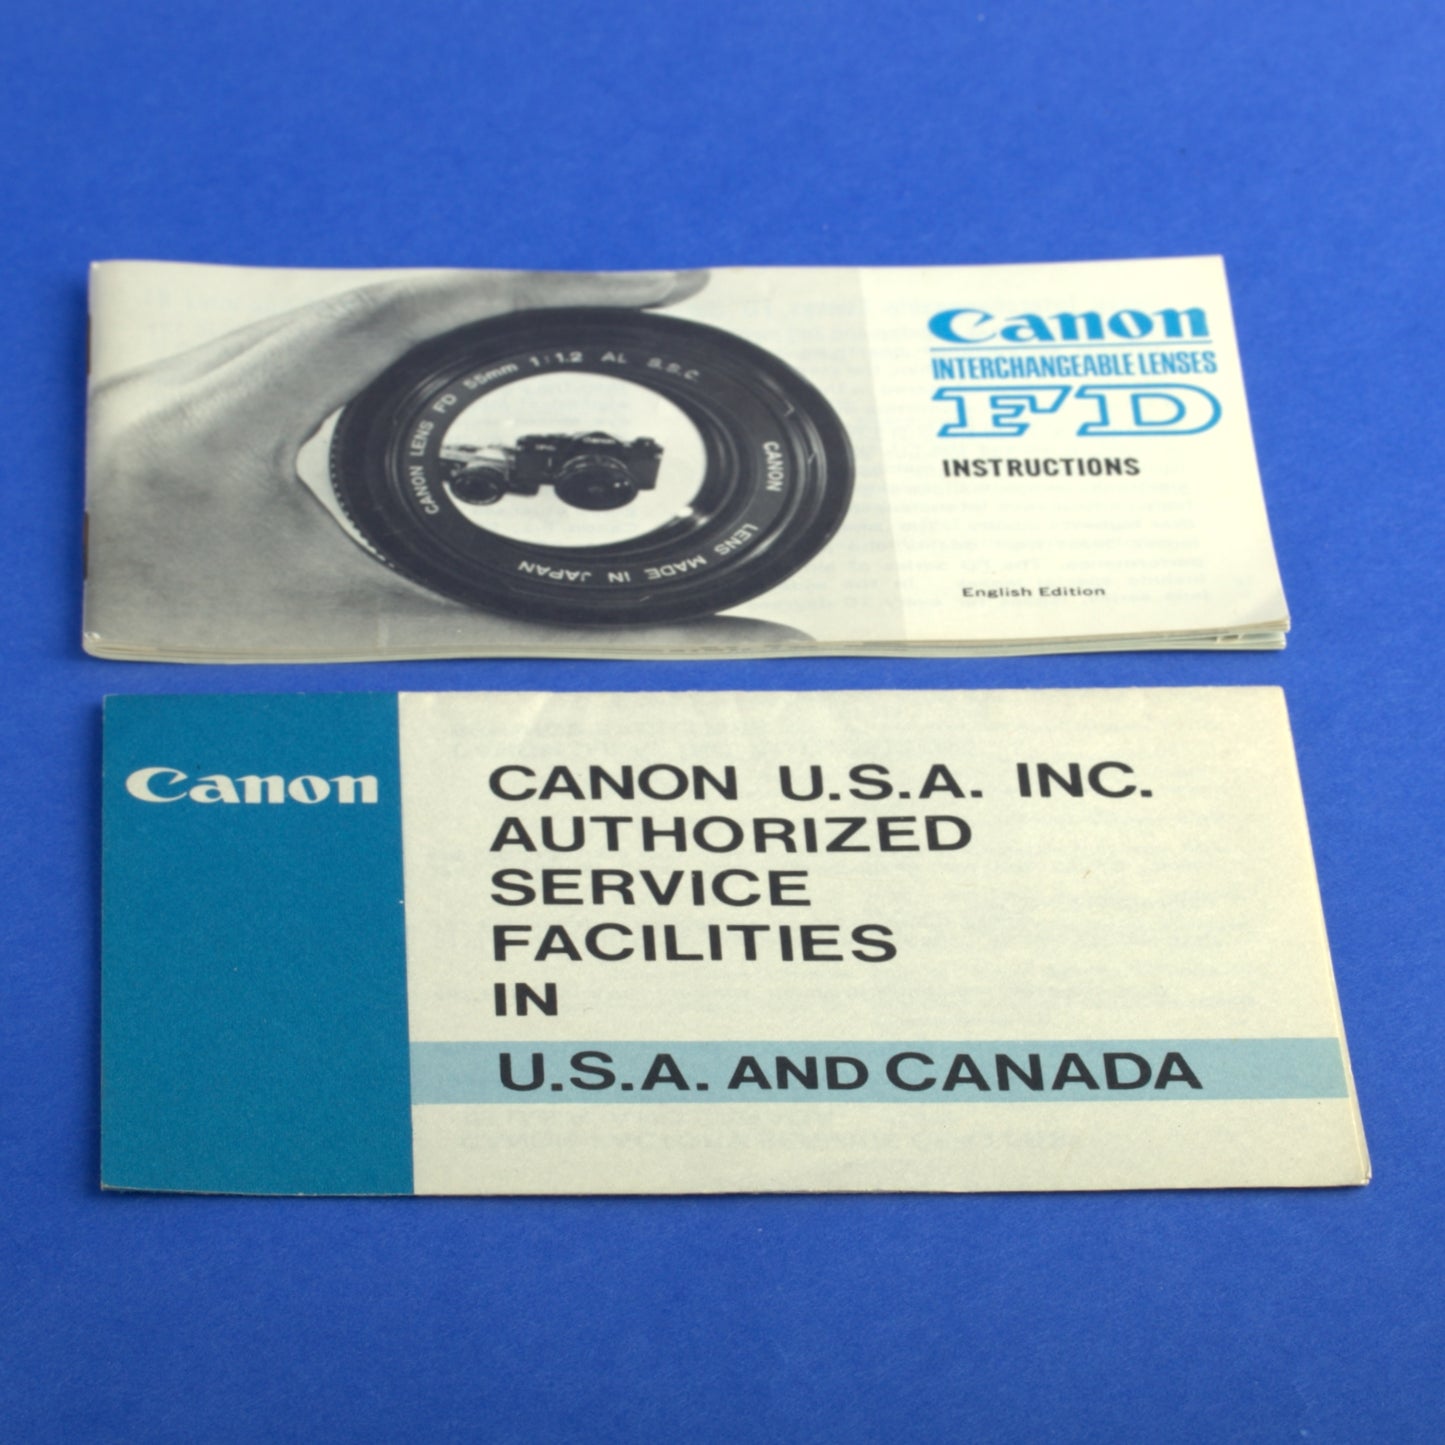 Canon
INTERCHANGEABLE LENSES
FD
INSTRUCTIONS
English Edition
CANON LENS FD 55mm 1:1.2 AL S.S.C.
CANON LENS MADE IN JAPAN
Canon
Canon
CANON U.S.A. INC.
AUTHORIZED
SERVICE
FACILITIES
IN
U.S.A. AND CANADA